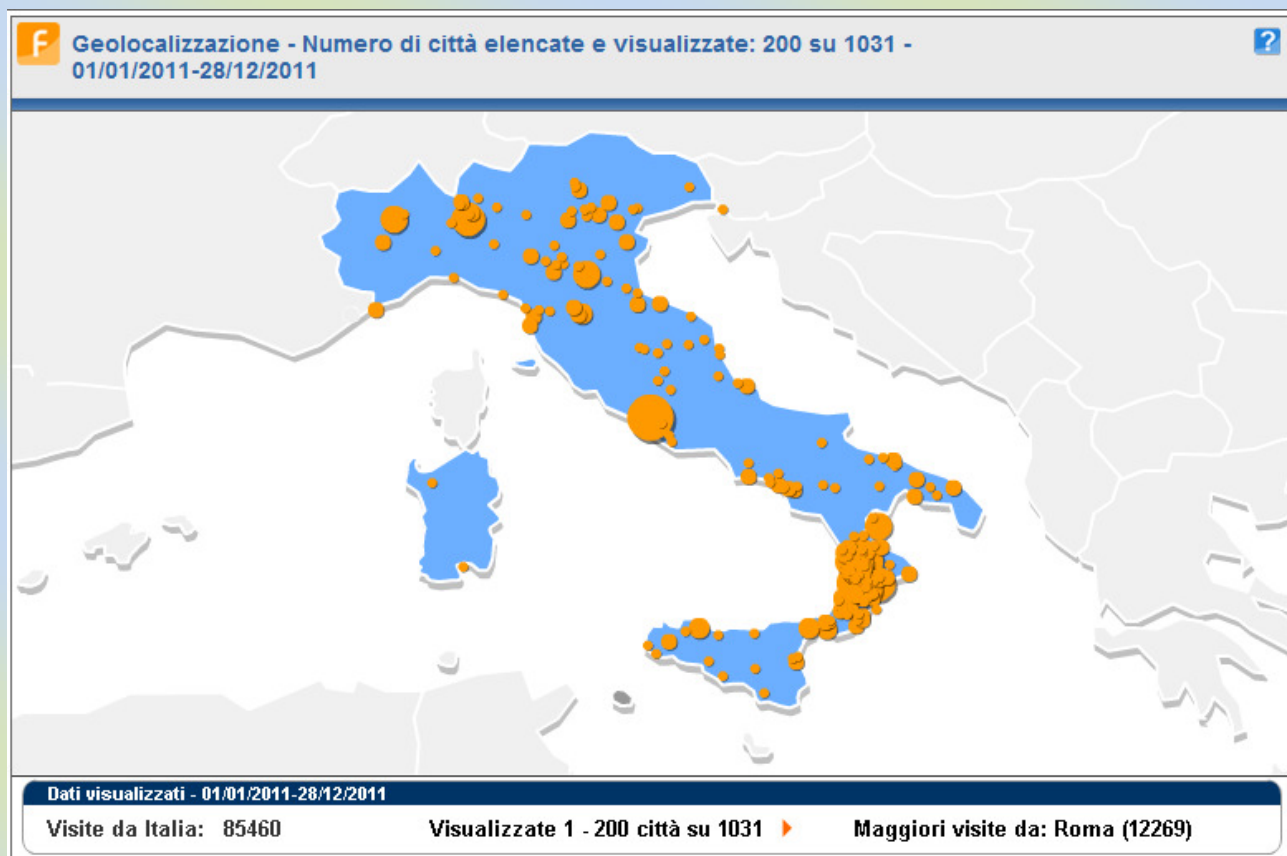 F
Geolocalizzazione - Numero di città elencate e visualizzate: 200 su 1031 -
01/01/2011-28/12/2011
?
Dati visualizzati - 01/01/2011-28/12/2011
Visite da Italia: 85460 Visualizzate 1 - 200 città su 1031 Maggiori visite da: Roma (12269)